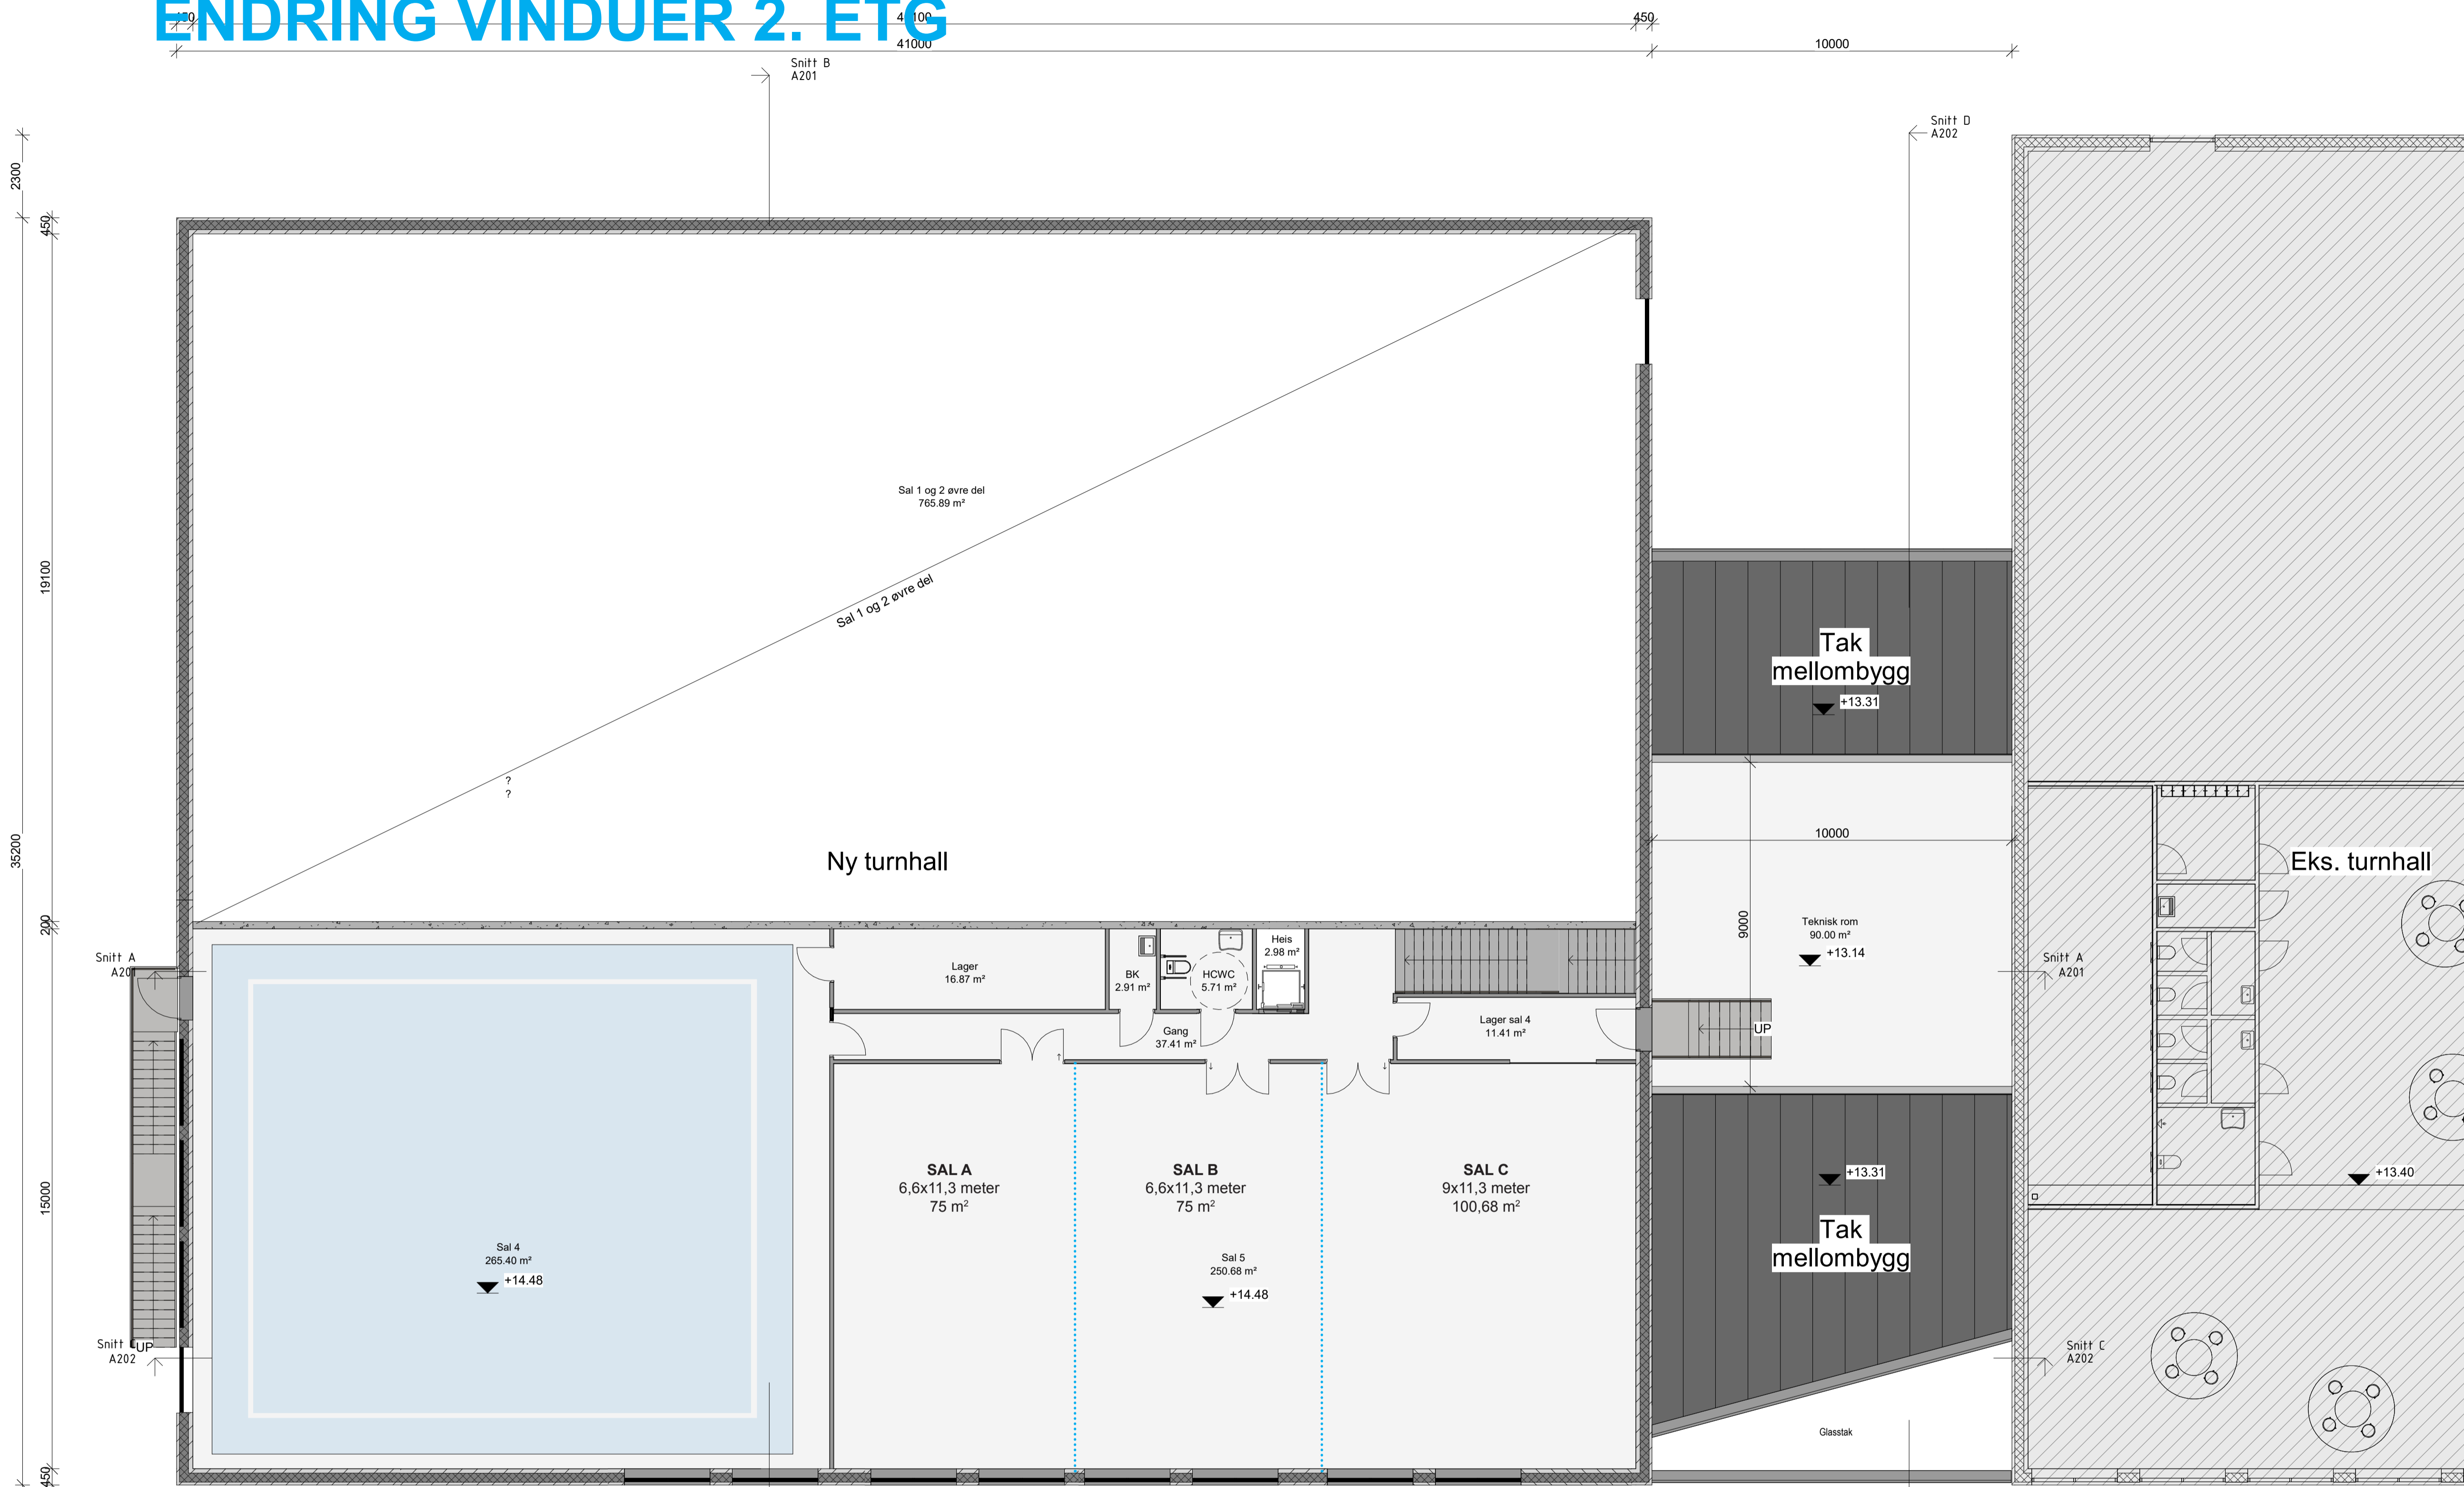 ENDRING VINDUER 2. ETG
450
40100
450
41000
10000
Snitt B
A201
Snitt D
A202
2300
450
19100
35200
200
15000
450
Sal 1 og 2 øvre del
765.89 m²
Sal 1 og 2 øvre del
?
?
Ny turnhall
Tak
mellombygg
+13.31
10000
9000
Teknisk rom
90.00 m²
+13.14
UP
Eks. turnhall
Snitt A
A201
Snitt A
A201
Lager
16.87 m²
BK
2.91 m²
HCWC
5.71 m²
Heis
2.98 m²
Gang
37.41 m²
Lager sal 4
11.41 m²
SAL A
6,6x11,3 meter
75 m²
SAL B
6,6x11,3 meter
75 m²
SAL C
9x11,3 meter
100,68 m²
Sal 4
265.40 m²
+14.48
Sal 5
250.68 m²
+14.48
+13.31
Tak
mellombygg
+13.40
Snitt
UP
A202
Snitt C
A202
Glasstak